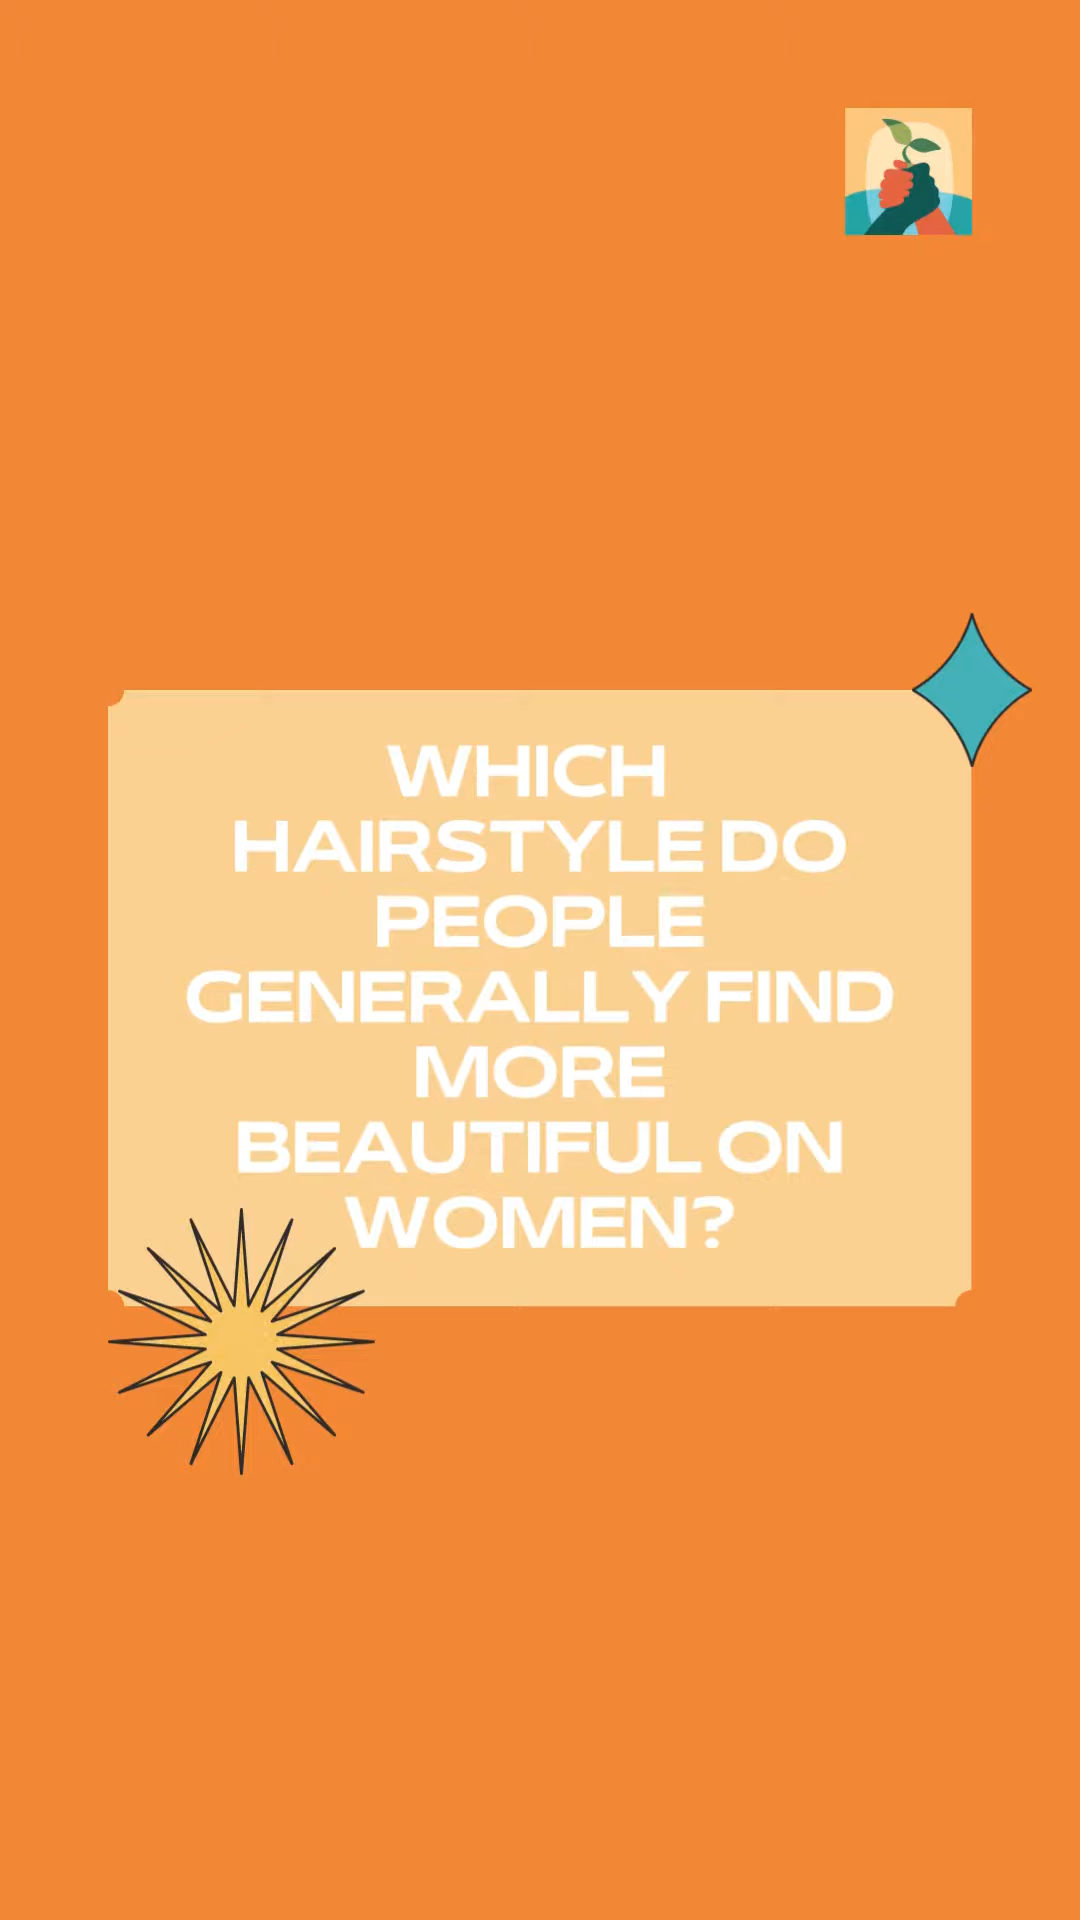 WHICH
HAIRSTYLE DO
PEOPLE
GENERALLY FIND
MORE
BEAUTIFUL ON
WOMEN?